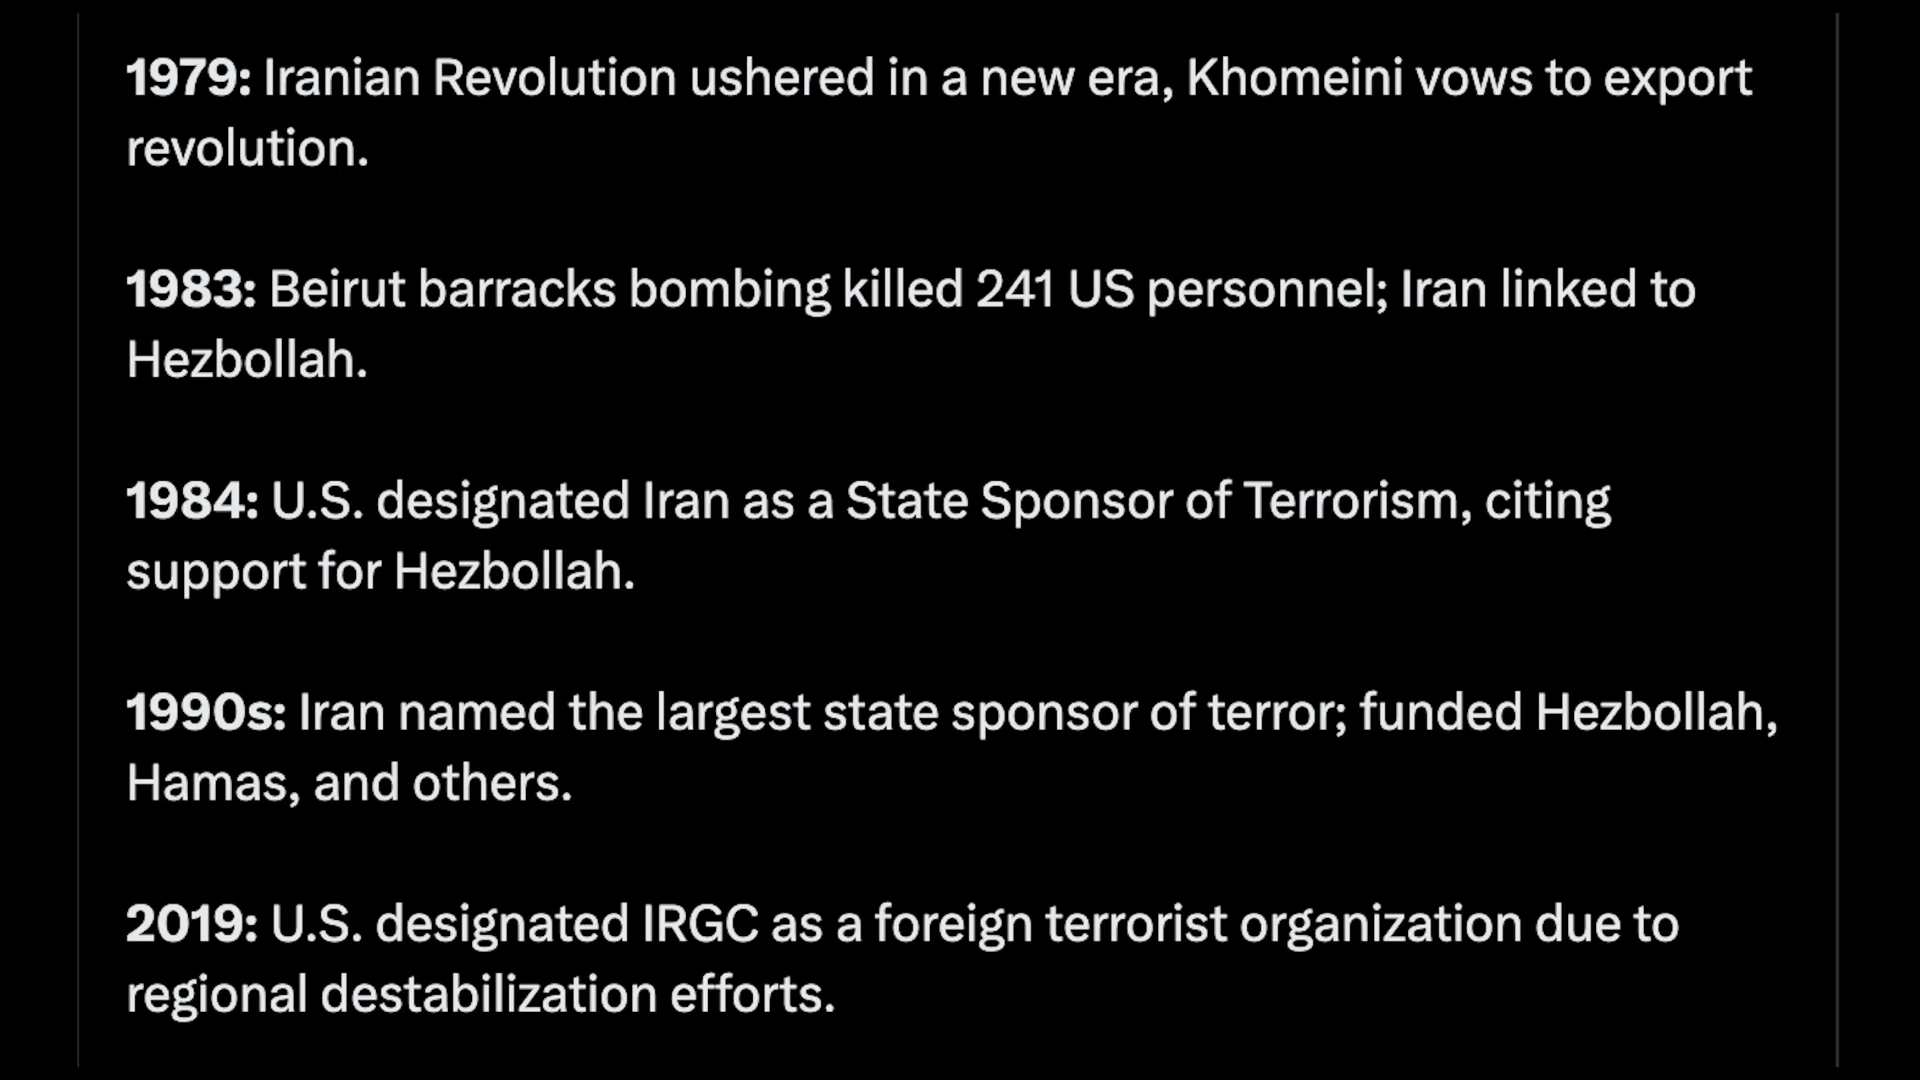 1979: Iranian Revolution ushered in a new era, Khomeini vows to export
revolution.
1983: Beirut barracks bombing killed 241 US personnel; Iran linked to
Hezbollah.
1984: U.S. designated Iran as a State Sponsor of Terrorism, citing
support for Hezbollah.
1990s: Iran named the largest state sponsor of terror; funded Hezbollah,
Hamas, and others.
2019: U.S. designated IRGC as a foreign terrorist organization due to
regional destabilization efforts.